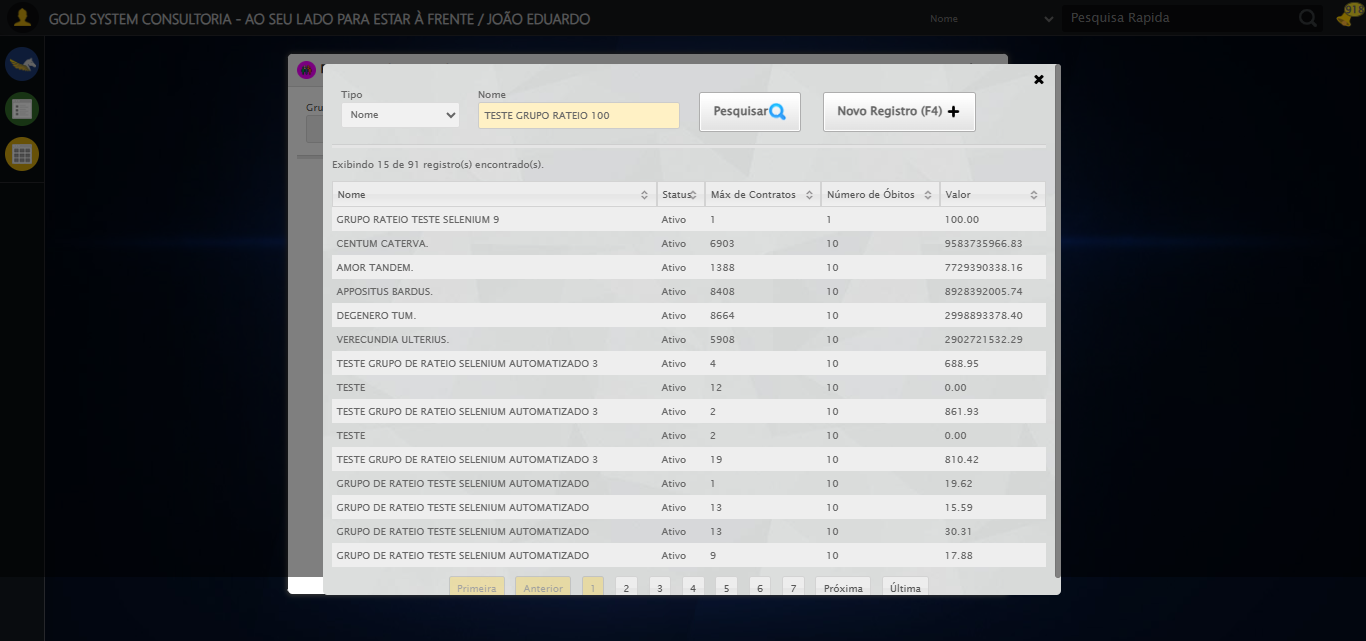 GOLD SYSTEM CONSULTORIA - AO SEU LADO PARA ESTAR À FRENTE / JOÃO EDUARDO Nome Pesquisa Rapida 918
Gru
Tipo Nome
Nome TESTE GRUPO RATEIO 100 Pesquisar Novo Registro (F4)
Exibindo 15 de 91 registro(s) encontrado(s).
Nome Status Máx de Contratos Número de Óbitos Valor
GRUPO RATEIO TESTE SELENIUM 9 Ativo 1 1 100.00
CENTUM CATERVA. Ativo 6903 10 9583735966.83
AMOR TANDEM. Ativo 1388 10 7729390338.16
APPOSITUS BARDUS. Ativo 8408 10 8928392005.74
DEGENERO TUM. Ativo 8664 10 2998893378.40
VERECUNDIA ULTERIUS. Ativo 5908 10 2902721532.29
TESTE GRUPO DE RATEIO SELENIUM AUTOMATIZADO 3 Ativo 4 10 688.95
TESTE Ativo 12 10 0.00
TESTE GRUPO DE RATEIO SELENIUM AUTOMATIZADO 3 Ativo 2 10 861.93
TESTE Ativo 2 10 0.00
TESTE GRUPO DE RATEIO SELENIUM AUTOMATIZADO 3 Ativo 19 10 810.42
GRUPO DE RATEIO TESTE SELENIUM AUTOMATIZADO Ativo 1 10 19.62
GRUPO DE RATEIO TESTE SELENIUM AUTOMATIZADO Ativo 13 10 15.59
GRUPO DE RATEIO TESTE SELENIUM AUTOMATIZADO Ativo 13 10 30.31
GRUPO DE RATEIO TESTE SELENIUM AUTOMATIZADO Ativo 9 10 17.88
Primeira Anterior 1 2 3 4 5 6 7 Próxima Última